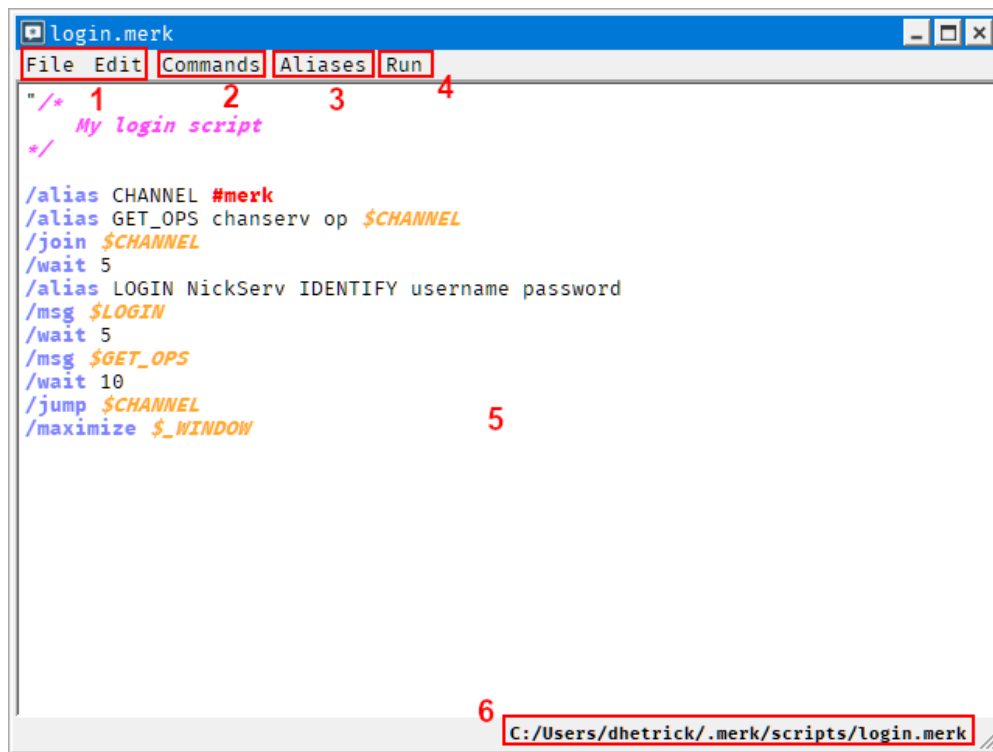 login.merk
File Edit Commands Aliases Run
1 2 3 4
"/*
My login script
*/
/alias CHANNEL #merk
/alias GET_OPS chanserv op $CHANNEL
/join $CHANNEL
/wait 5
/alias LOGIN NickServ IDENTIFY username password
/msg $LOGIN
/wait 5
/msg $GET_OPS
/wait 10
/jump $CHANNEL
/maximize $_WINDOW
5
6
C:/Users/dhetrick/.merk/scripts/login.merk